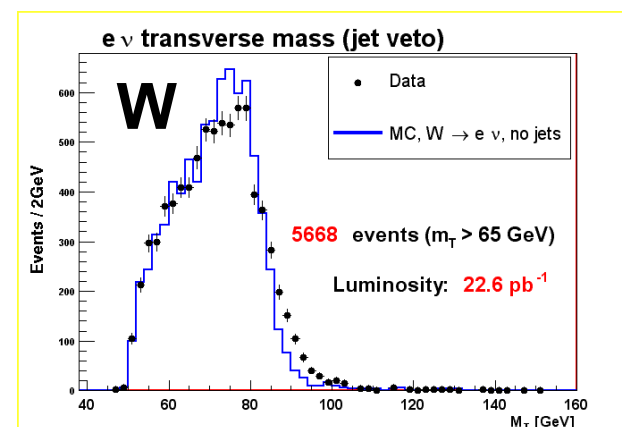 e ν transverse mass (jet veto)
W
Data
MC, W → e ν, no jets
5668 events (m_T > 65 GeV)
Luminosity: 22.6 pb⁻¹
Events / 2GeV
600
500
400
300
200
100
0
40 60 80 100 120 140 160
M_T [GeV]